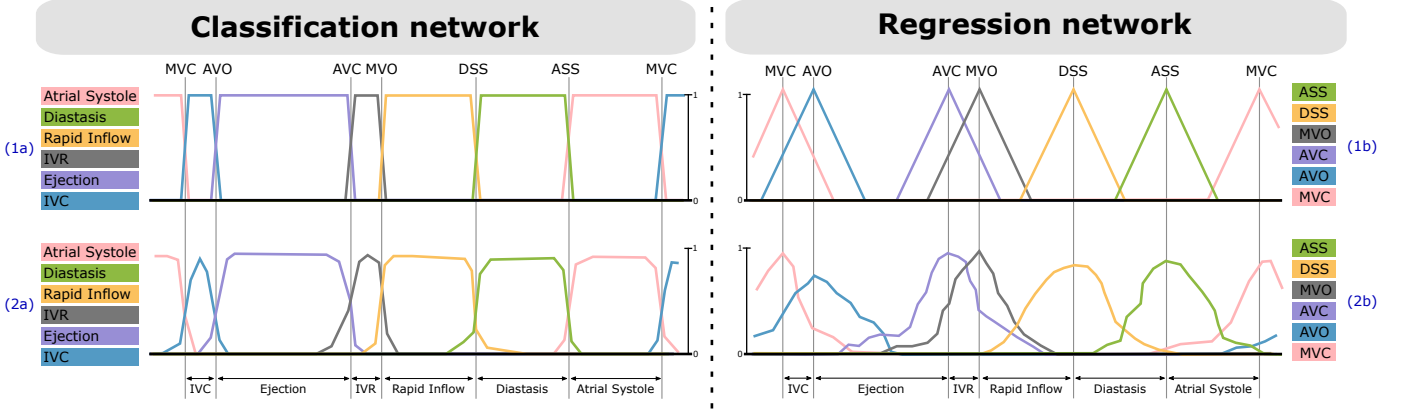 Classification network
MVC AVO AVC MVO DSS ASS MVC
(1a)
Atrial Systole
Diastasis
Rapid Inflow
IVR
Ejection
IVC
1
0
(2a)
Atrial Systole
Diastasis
Rapid Inflow
IVR
Ejection
IVC
1
0
IVC Ejection IVR Rapid Inflow Diastasis Atrial Systole
Regression network
MVC AVO AVC MVO DSS ASS MVC
1
0
ASS
DSS
MVO
AVC
AVO
MVC
(1b)
1
0
ASS
DSS
MVO
AVC
AVO
MVC
(2b)
IVC Ejection IVR Rapid Inflow Diastasis Atrial Systole